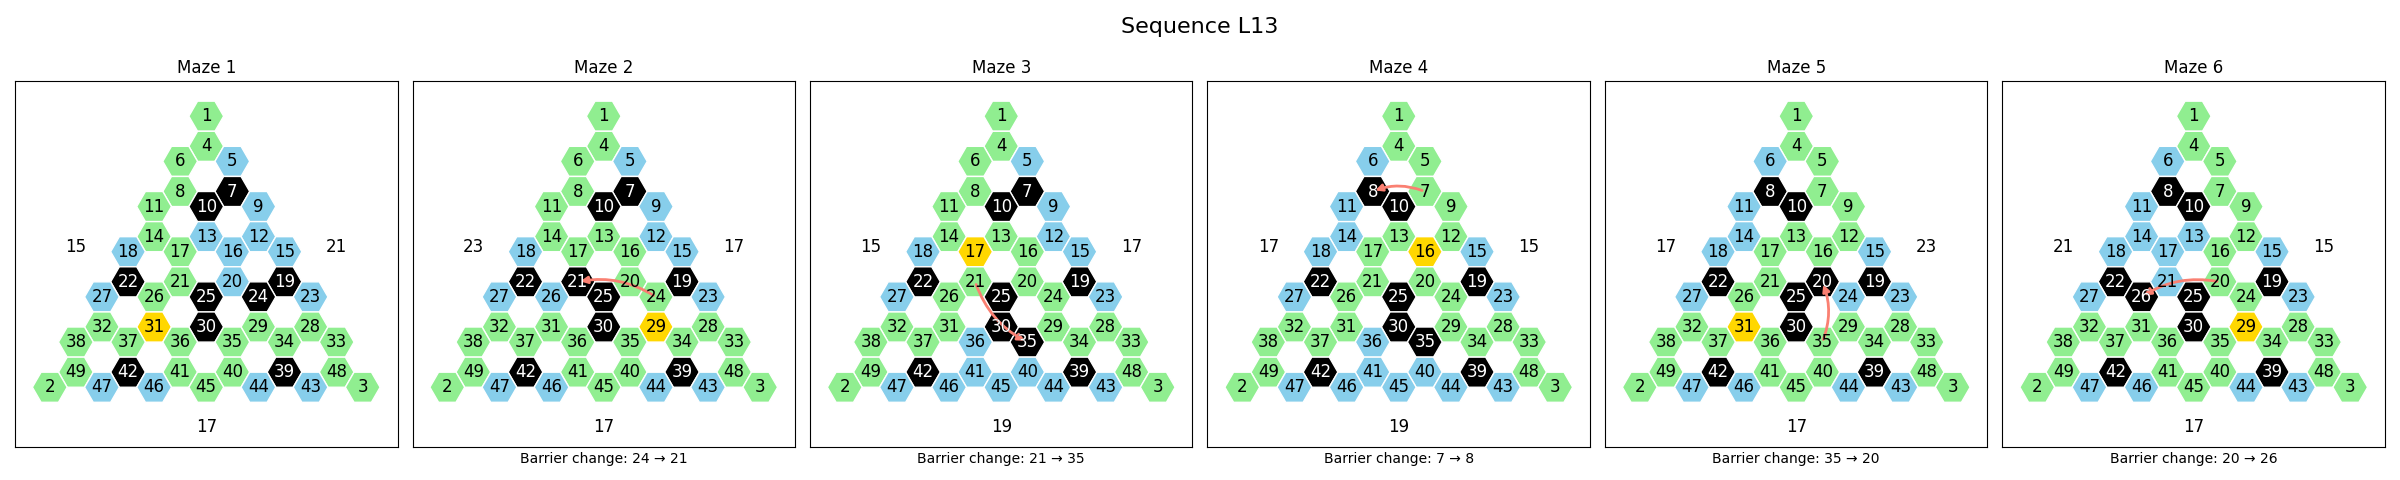 Sequence L13
Maze 1 Maze 2 Maze 3 Maze 4 Maze 5 Maze 6
1 1 1 1 1 1
4 4 4 4 4 4
6 5 6 5 6 5 6 5 6 5 6 5
8 7 8 7 8 7 8 7 8 7 8 7
11 10 9 11 10 9 11 10 9 11 10 9 11 10 9 11 10 9
14 13 12 14 13 12 14 13 12 14 13 12 14 13 12 14 13 12
15 21 23 17 15 17 17 15 17 23 21 15
18 17 16 15 18 17 16 15 18 17 16 15 18 17 16 15 18 17 16 15 18 17 16 15
22 21 20 19 22 21 20 19 22 21 20 19 22 21 20 19 22 21 20 19 22 21 20 19
27 26 25 24 23 27 26 25 24 23 27 26 25 24 23 27 26 25 24 23 27 26 25 24 23 27 26 25 24 23
32 31 30 29 28 32 31 30 29 28 32 31 30 29 28 32 31 30 29 28 32 31 30 29 28 32 31 30 29 28
38 37 36 35 34 33 38 37 36 35 34 33 38 37 36 35 34 33 38 37 36 35 34 33 38 37 36 35 34 33 38 37 36 35 34 33
49 42 41 40 39 48 49 42 41 40 39 48 49 42 41 40 39 48 49 42 41 40 39 48 49 42 41 40 39 48 49 42 41 40 39 48
2 47 46 45 44 43 3 2 47 46 45 44 43 3 2 47 46 45 44 43 3 2 47 46 45 44 43 3 2 47 46 45 44 43 3 2 47 46 45 44 43 3
17 17 19 19 17 17
Barrier change: 24 → 21 Barrier change: 21 → 35 Barrier change: 7 → 8 Barrier change: 35 → 20 Barrier change: 20 → 26